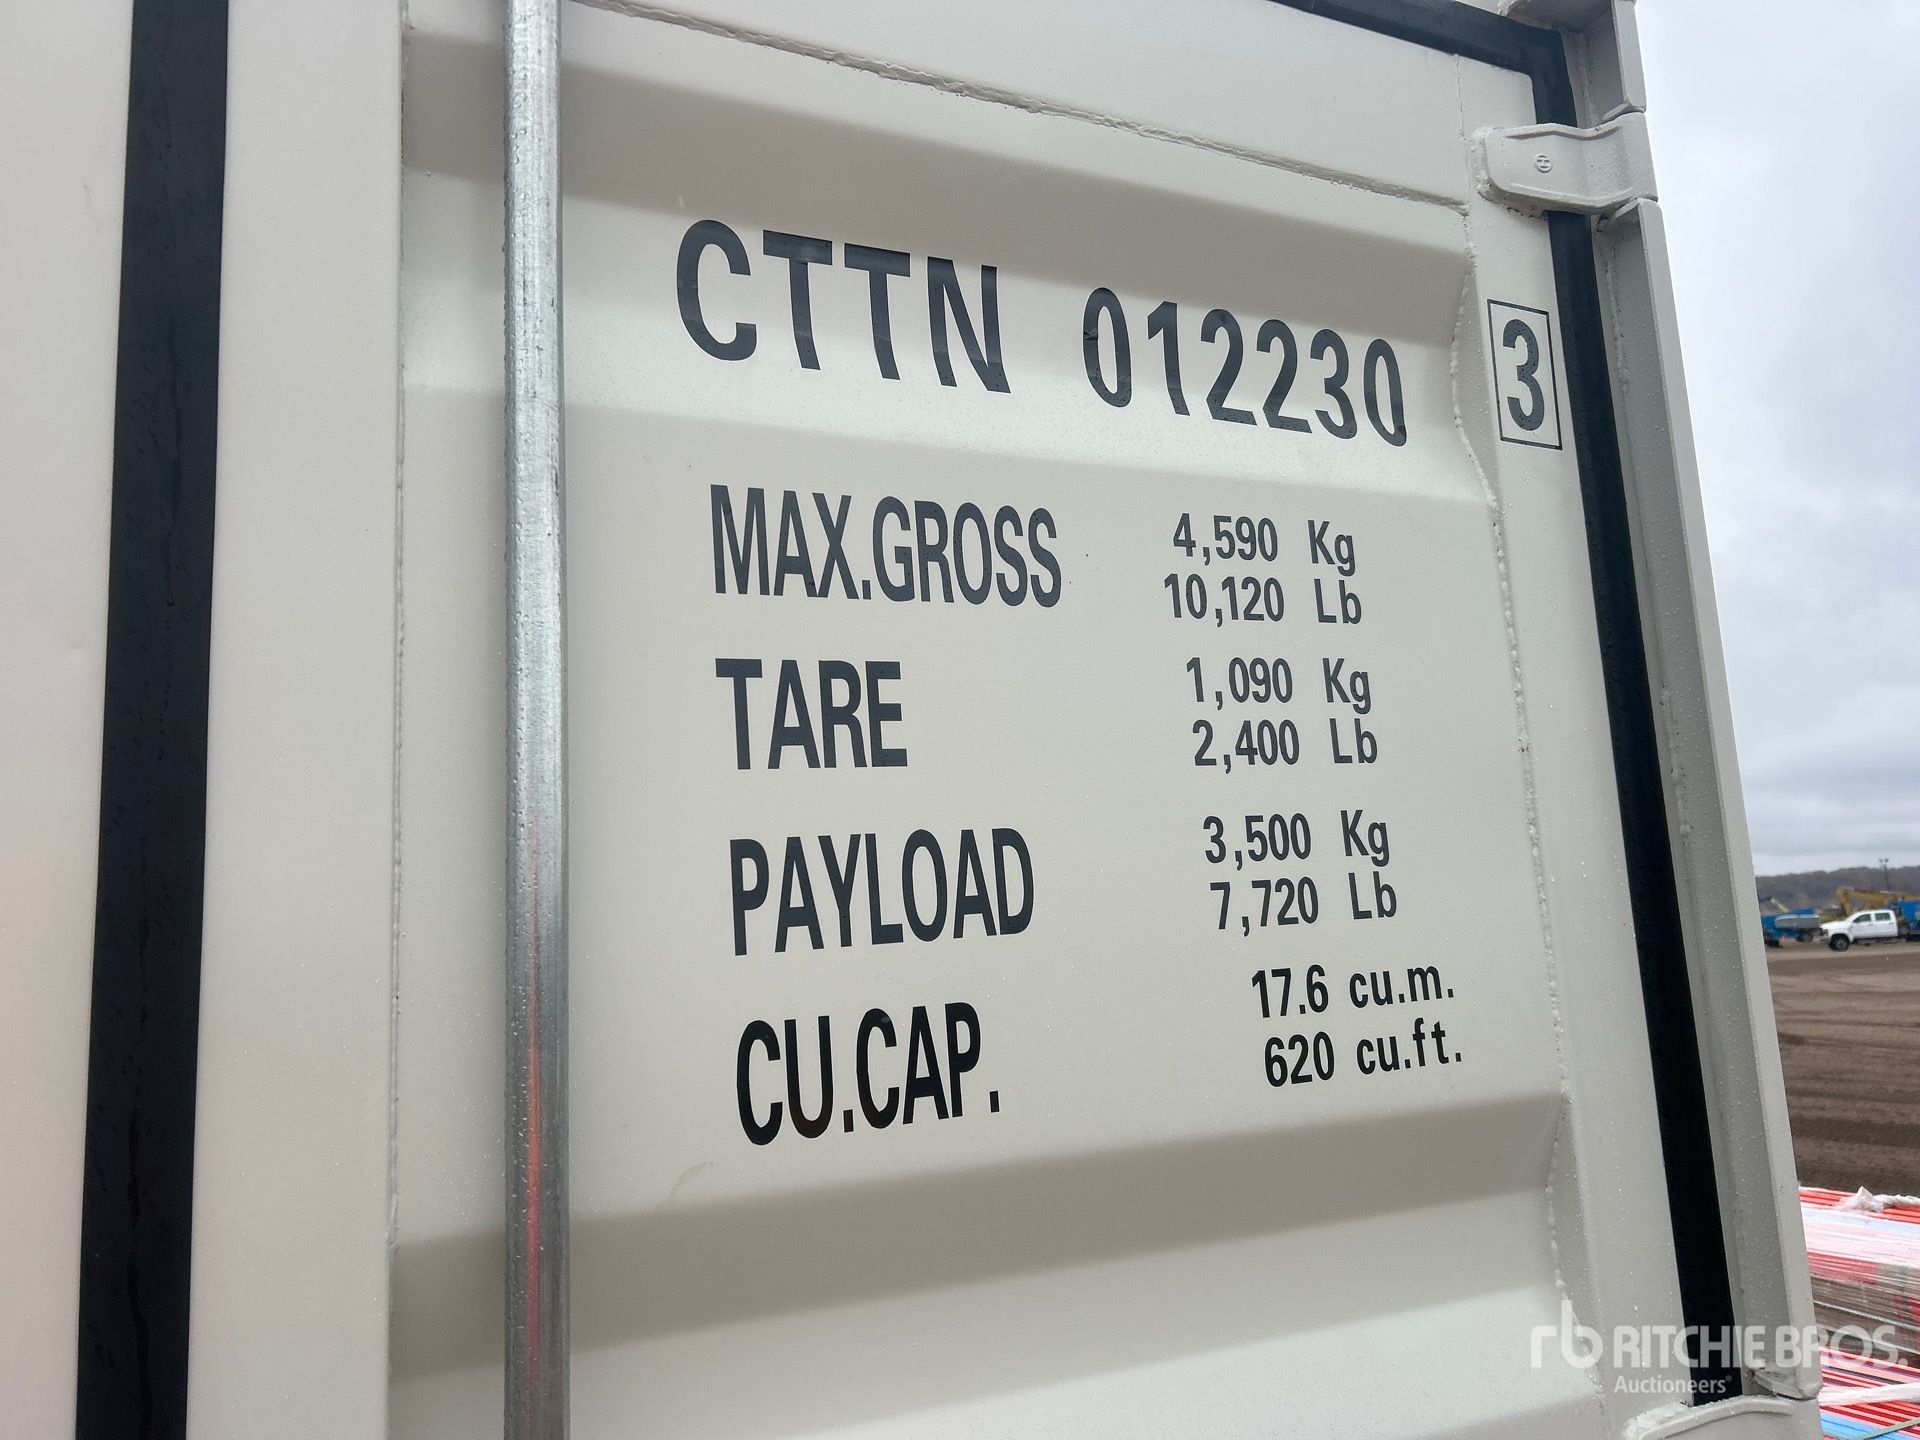 CTTN 012230 3
MAX.GROSS 4,590 Kg
10,120 Lb
TARE 1,090 Kg
2,400 Lb
PAYLOAD 3,500 Kg
7,720 Lb
CU.CAP. 17.6 cu.m.
620 cu.ft.
rb RITCHIE BROS.
Auctioneers